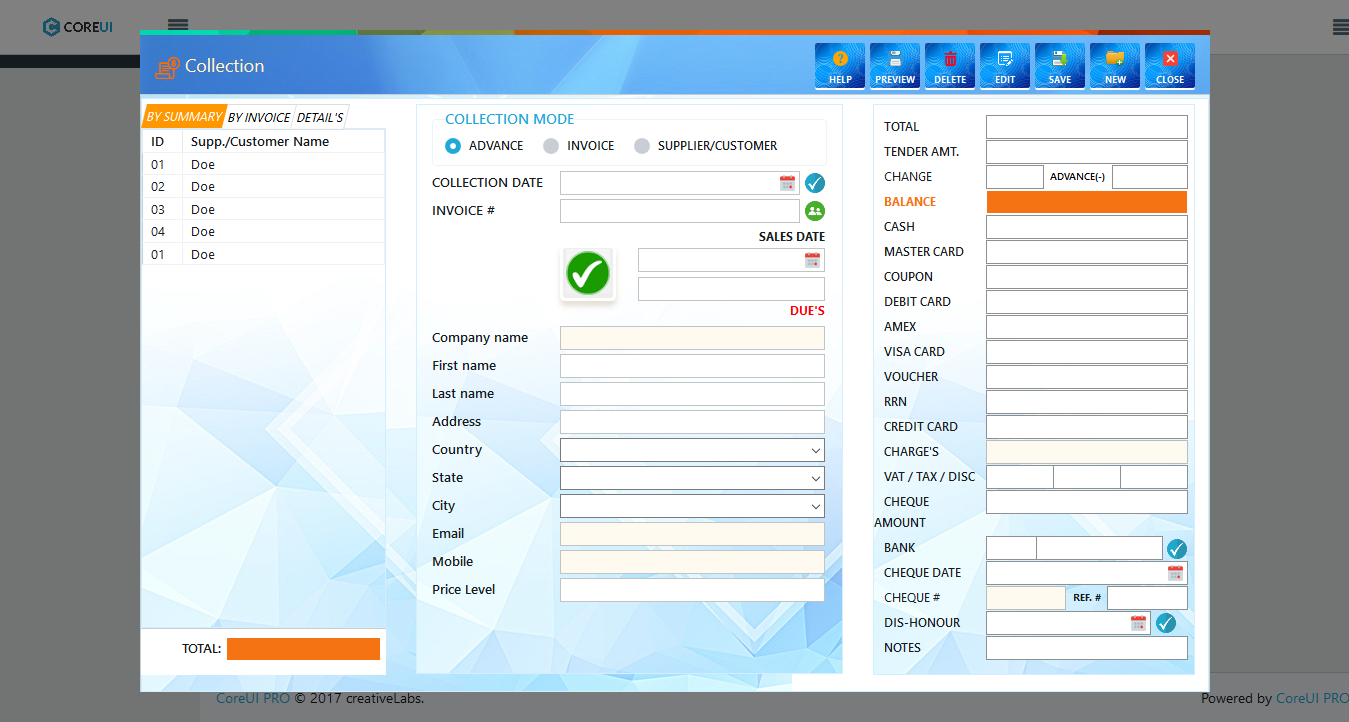 COREUI
Collection
HELP PREVIEW DELETE EDIT SAVE NEW CLOSE
BY SUMMARY BY INVOICE DETAIL'S
ID Supp./Customer Name
01 Doe
02 Doe
03 Doe
04 Doe
01 Doe
TOTAL:
COLLECTION MODE
ADVANCE INVOICE SUPPLIER/CUSTOMER
COLLECTION DATE
INVOICE #
SALES DATE
DUE'S
Company name
First name
Last name
Address
Country
State
City
Email
Mobile
Price Level
TOTAL
TENDER AMT.
CHANGE ADVANCE(-)
BALANCE
CASH
MASTER CARD
COUPON
DEBIT CARD
AMEX
VISA CARD
VOUCHER
RRN
CREDIT CARD
CHARGE'S
VAT / TAX / DISC
CHEQUE
AMOUNT
BANK
CHEQUE DATE
CHEQUE # REF. #
DIS-HONOUR
NOTES
CoreUI PRO © 2017 creativeLabs.
Powered by CoreUI PRO